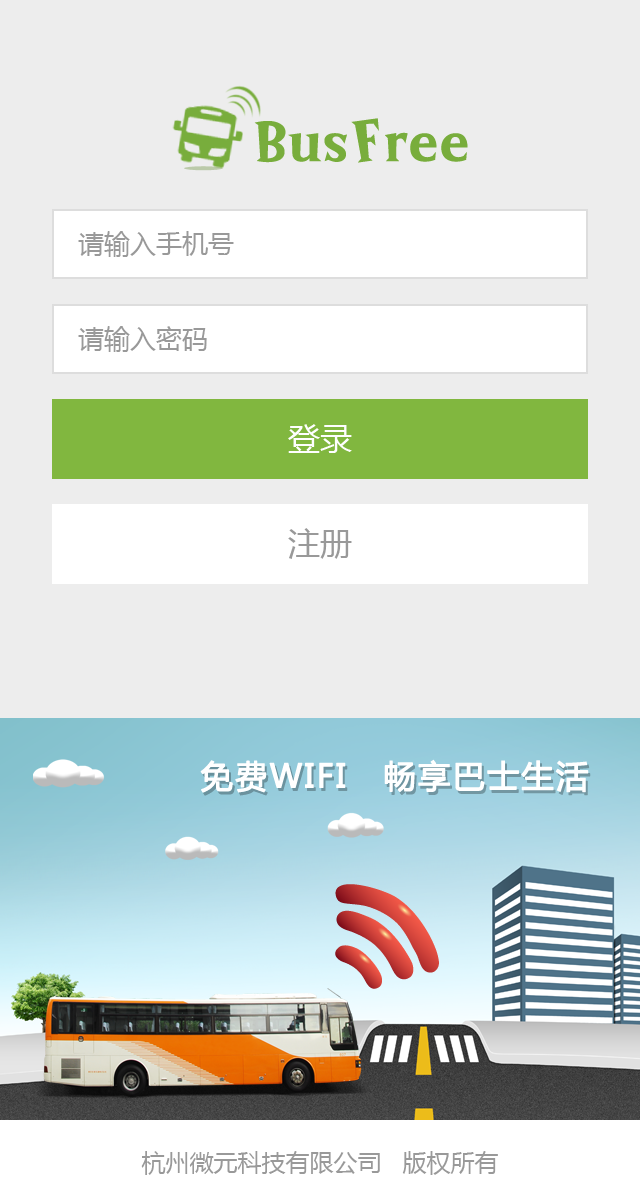 BusFree
请输入手机号
请输入密码
登录
注册
免费WIFI 畅享巴士生活
杭州微元科技有限公司 版权所有